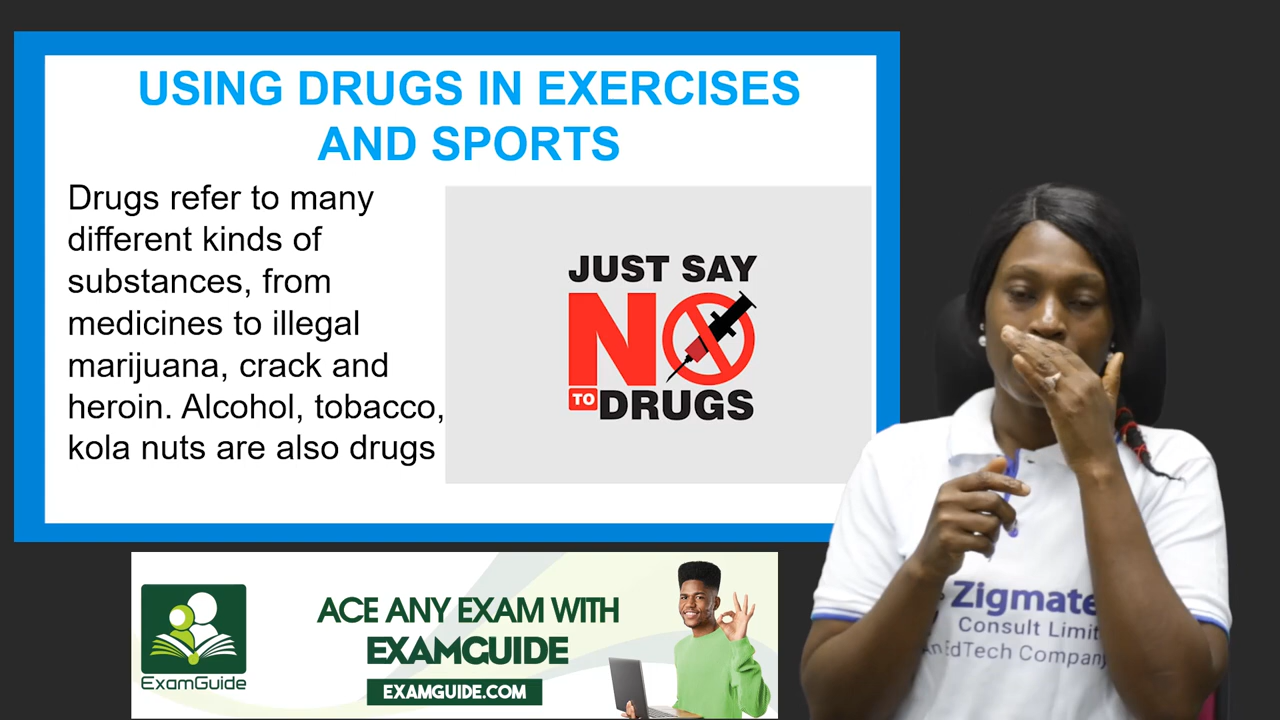 USING DRUGS IN EXERCISES
AND SPORTS
Drugs refer to many
different kinds of
substances, from
medicines to illegal
marijuana, crack and
heroin. Alcohol, tobacco,
kola nuts are also drugs
JUST SAY
NO
TO DRUGS
ExamGuide
ACE ANY EXAM WITH
EXAMGUIDE
EXAMGUIDE.COM
Zigmate
Consult Limit
An EdTech Company